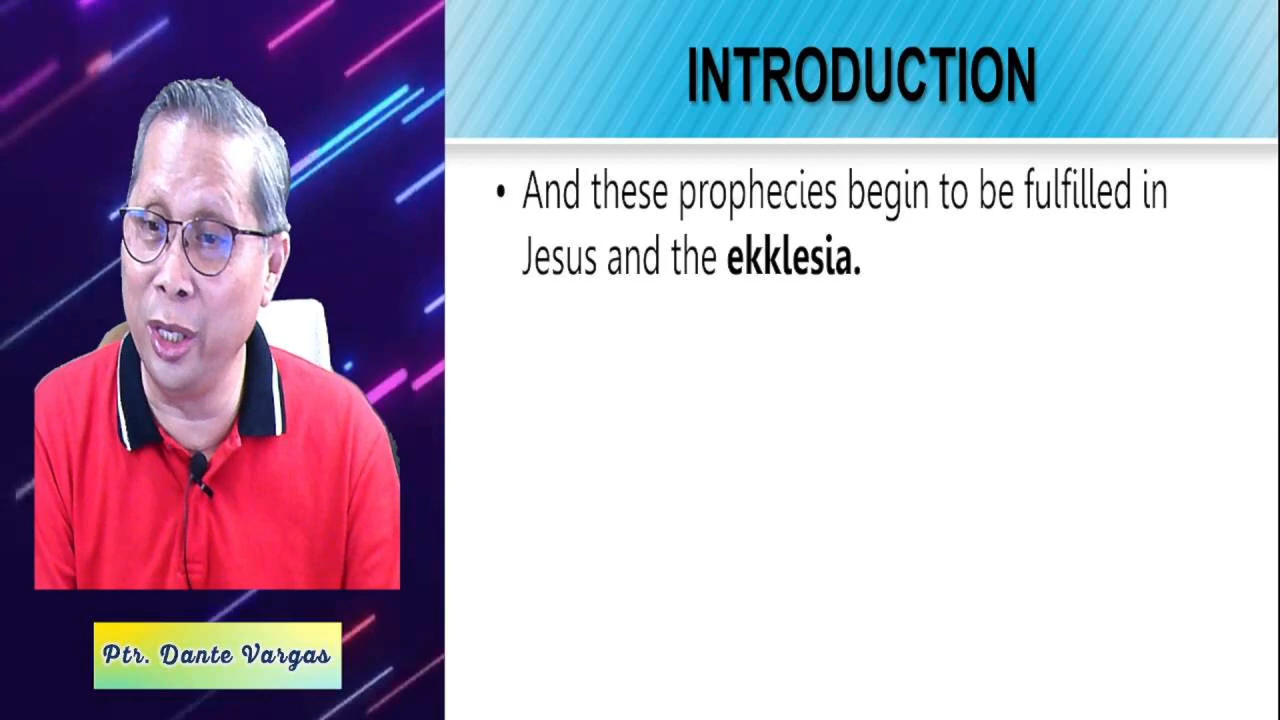 INTRODUCTION
• And these prophecies begin to be fulfilled in
Jesus and the ekklesia.
Ptr. Dante Vargas